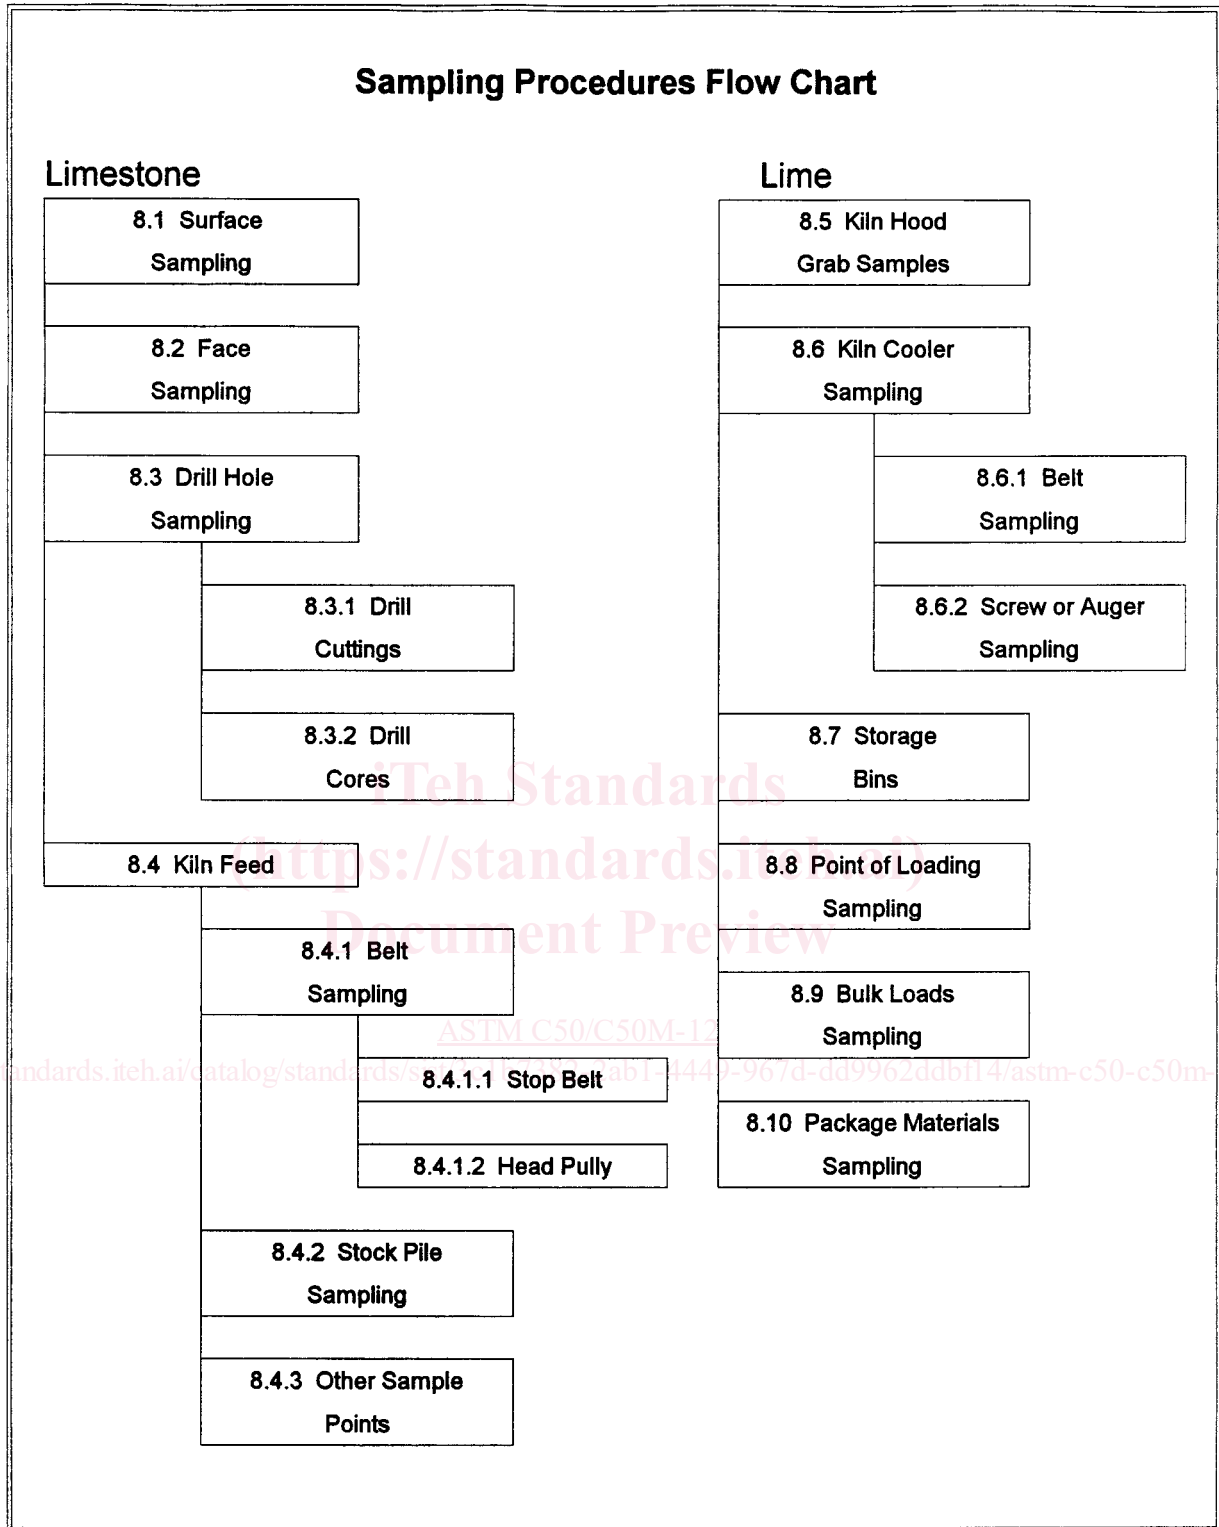 Sampling Procedures Flow Chart
Limestone
8.1 Surface
Sampling
8.2 Face
Sampling
8.3 Drill Hole
Sampling
8.3.1 Drill
Cuttings
8.3.2 Drill
Cores
8.4 Kiln Feed
8.4.1 Belt
Sampling
8.4.1.1 Stop Belt
8.4.1.2 Head Pully
8.4.2 Stock Pile
Sampling
8.4.3 Other Sample
Points
Lime
8.5 Kiln Hood
Grab Samples
8.6 Kiln Cooler
Sampling
8.6.1 Belt
Sampling
8.6.2 Screw or Auger
Sampling
8.7 Storage
Bins
8.8 Point of Loading
Sampling
8.9 Bulk Loads
Sampling
8.10 Package Materials
Sampling
iTeh Standards
(https://standards.iteh.ai)
Document Preview
ASTM C50/C50M-12